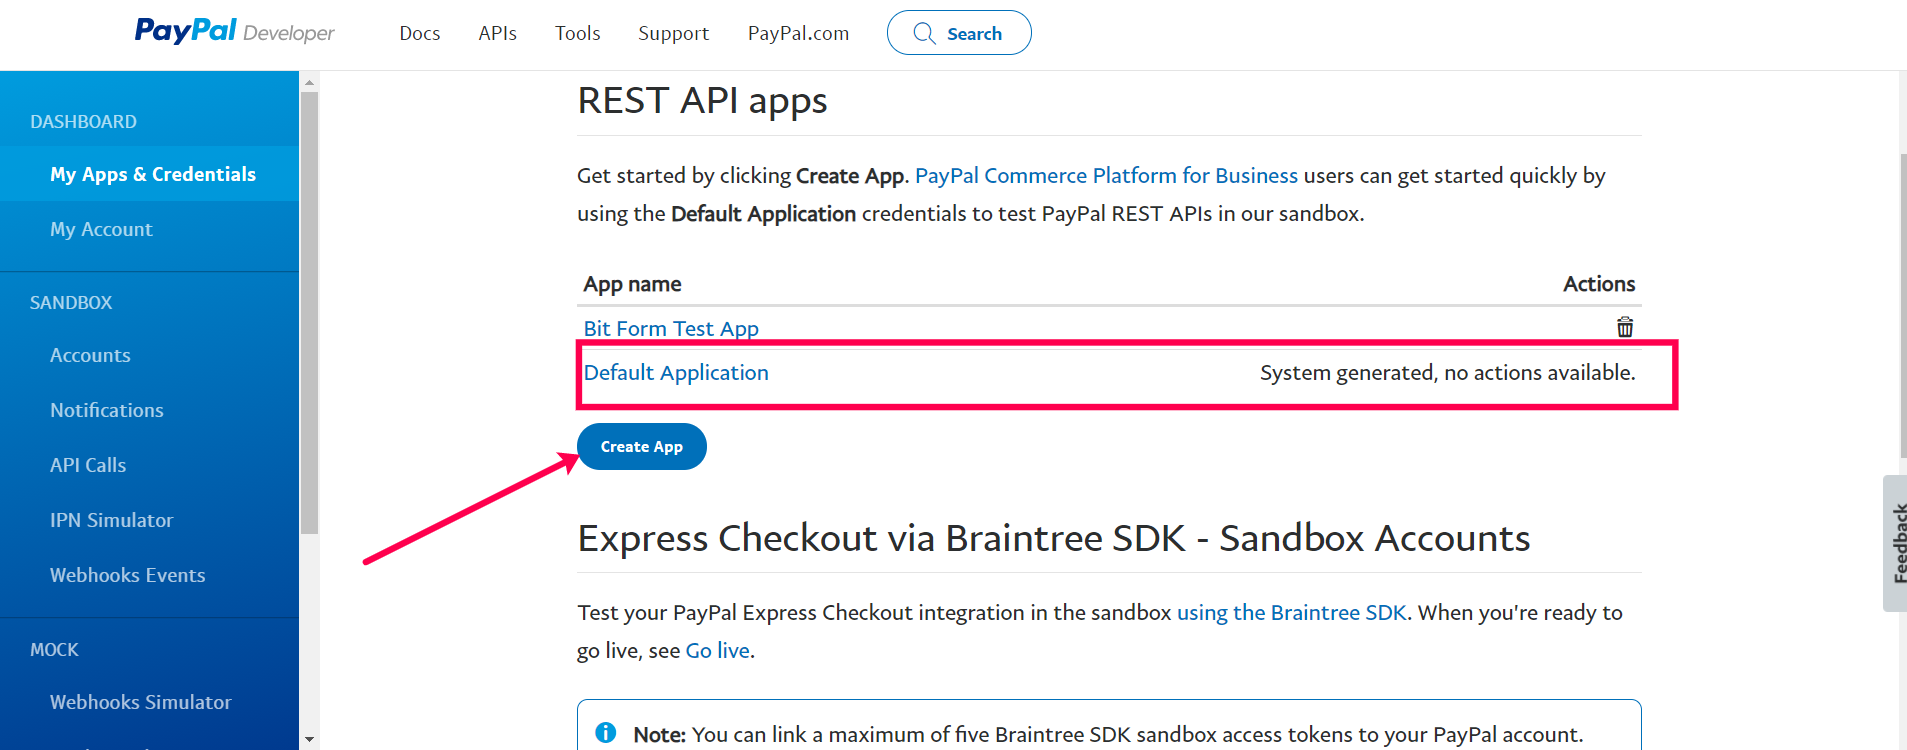 PayPal Developer
Docs
APIs
Tools
Support
PayPal.com
Search
DASHBOARD
My Apps & Credentials
My Account
SANDBOX
Accounts
Notifications
API Calls
IPN Simulator
Webhooks Events
MOCK
Webhooks Simulator
REST API apps
Get started by clicking Create App. PayPal Commerce Platform for Business users can get started quickly by
using the Default Application credentials to test PayPal REST APIs in our sandbox.
App name Actions
Bit Form Test App
Default Application System generated, no actions available.
Create App
Express Checkout via Braintree SDK - Sandbox Accounts
Test your PayPal Express Checkout integration in the sandbox using the Braintree SDK. When you're ready to
go live, see Go live.
Note: You can link a maximum of five Braintree SDK sandbox access tokens to your PayPal account.
Feedback